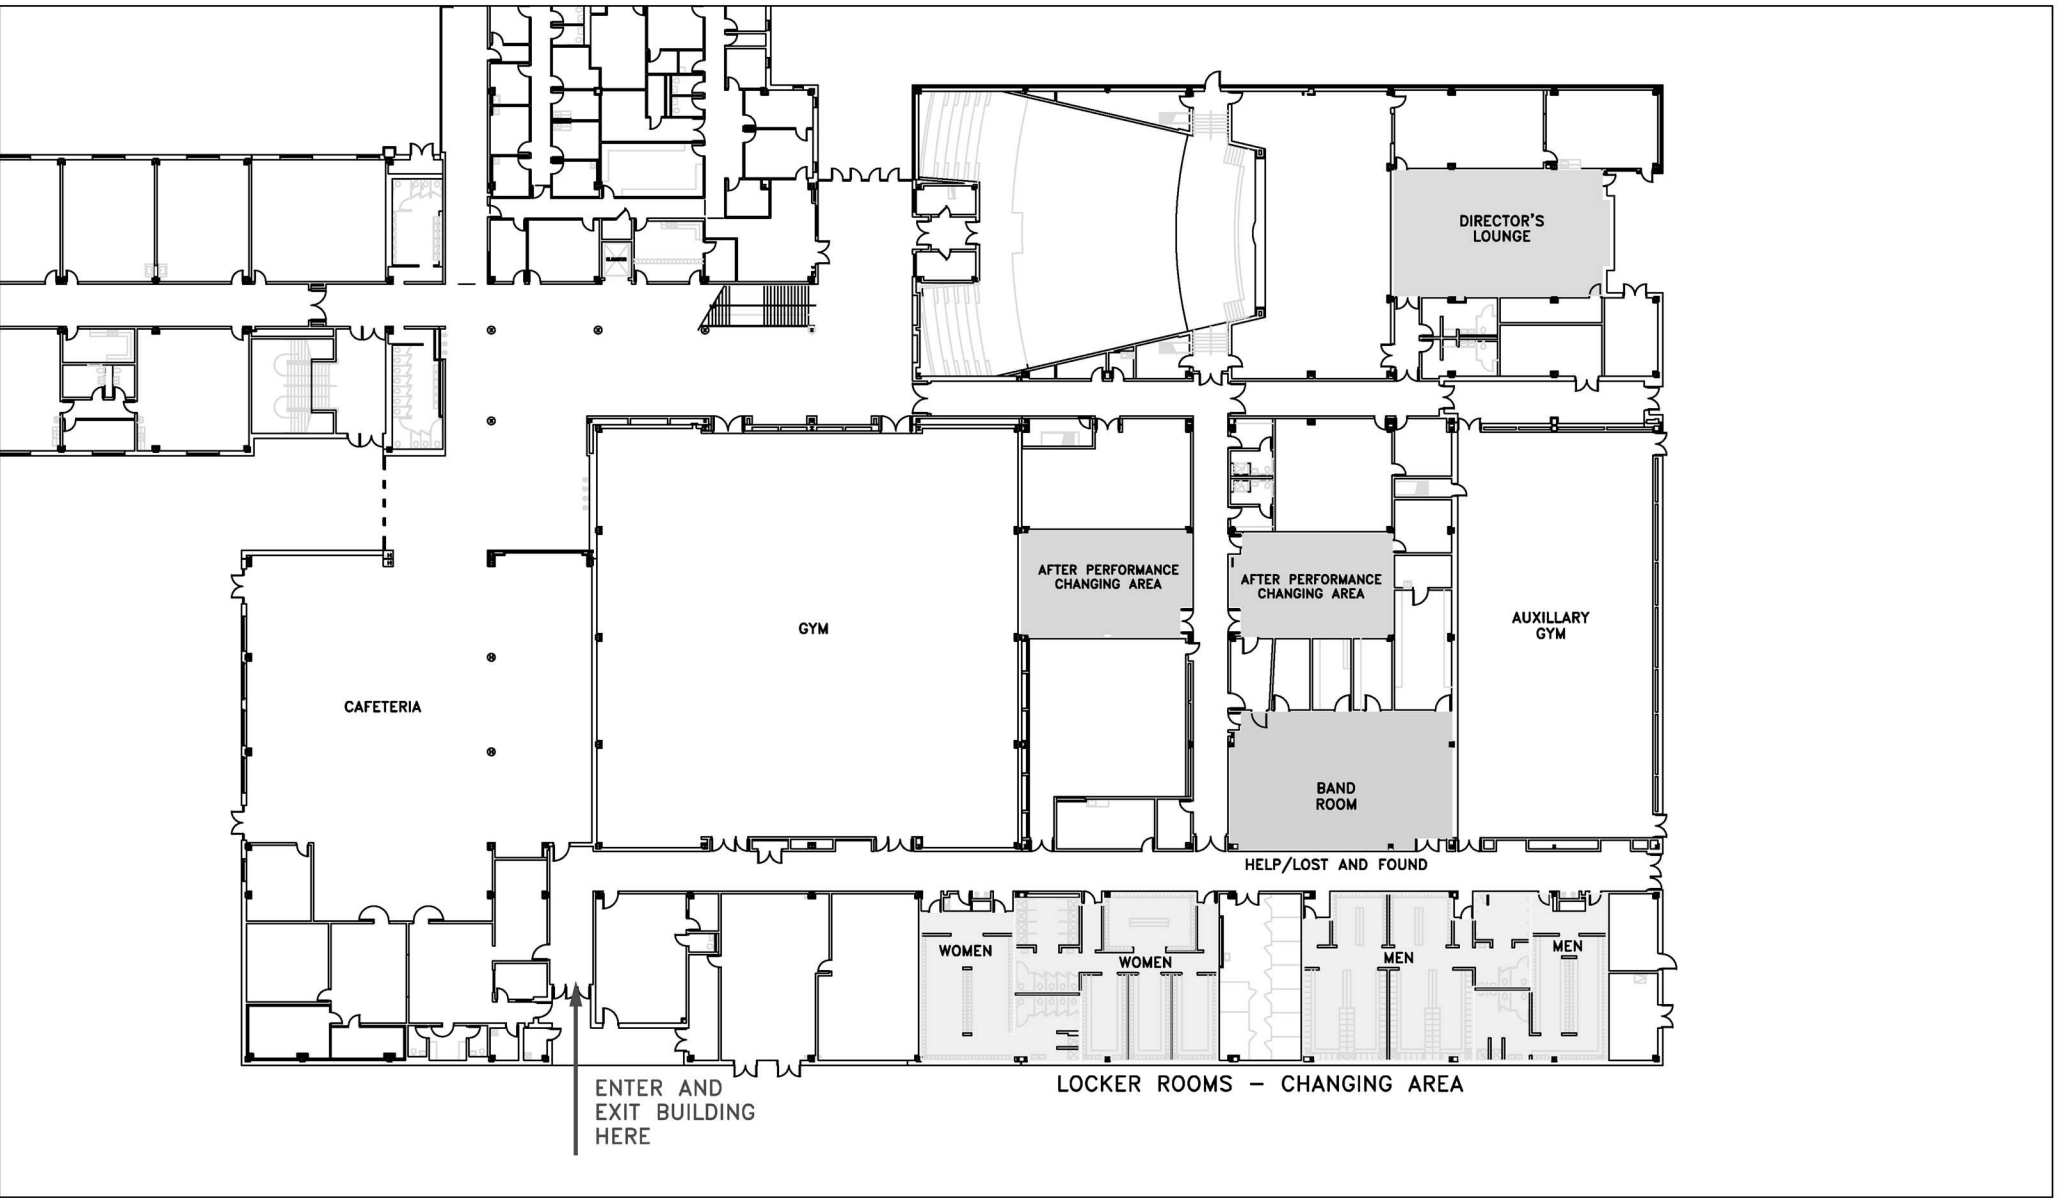 DIRECTOR'S
LOUNGE
AFTER PERFORMANCE
CHANGING AREA
AFTER PERFORMANCE
CHANGING AREA
AUXILLARY
GYM
GYM
CAFETERIA
BAND
ROOM
HELP/LOST AND FOUND
WOMEN
WOMEN
MEN
MEN
LOCKER ROOMS – CHANGING AREA
ENTER AND
EXIT BUILDING
HERE